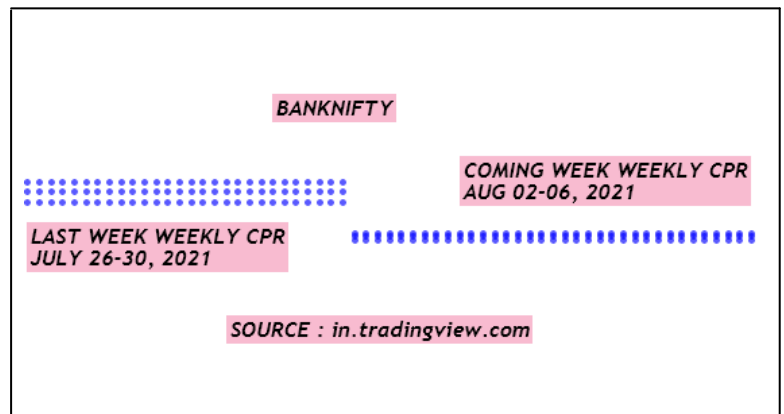 BANKNIFTY
COMING WEEK WEEKLY CPR
AUG 02-06, 2021
LAST WEEK WEEKLY CPR
JULY 26-30, 2021
SOURCE : in.tradingview.com